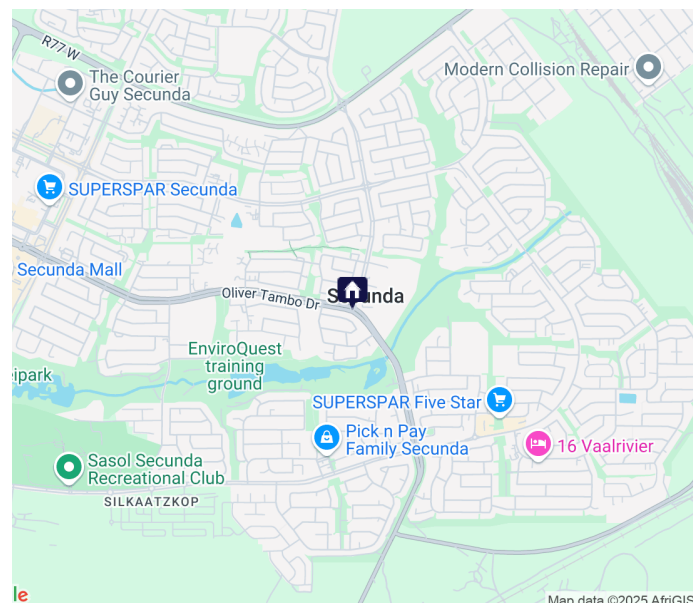 R77 W
The Courier
Guy Secunda
Modern Collision Repair
SUPERSPAR Secunda
Secunda Mall
Oliver Tambo Dr
EnviroQuest
training
ground
SUPERSPAR Five Star
Pick n Pay
Family Secunda
16 Vaalrivier
Sasol Secunda
Recreational Club
SILKAATZKOP
Map data ©2025 AfriGIS